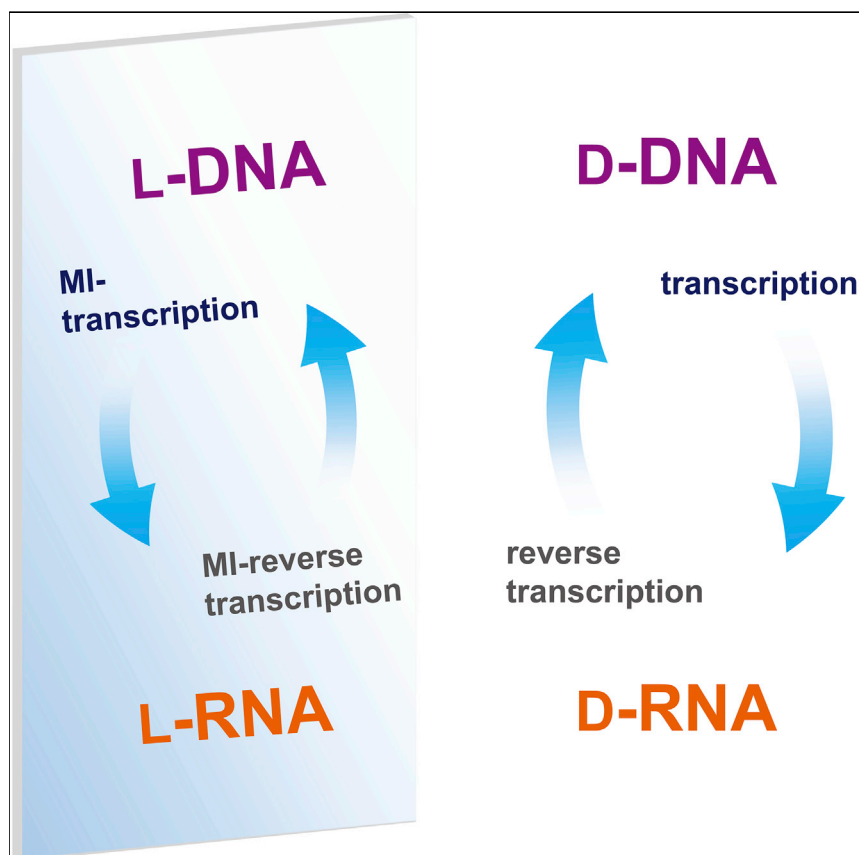 L-DNA
MI-
transcription
MI-reverse
transcription
L-RNA
D-DNA
transcription
reverse
transcription
D-RNA